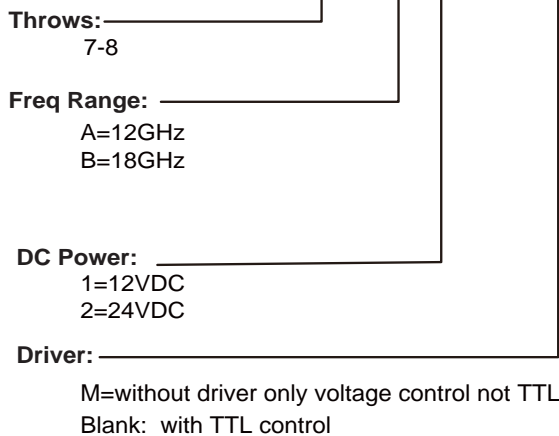 Throws:
7-8
Freq Range:
A=12GHz
B=18GHz
DC Power:
1=12VDC
2=24VDC
Driver:
M=without driver only voltage control not TTL
Blank: with TTL control